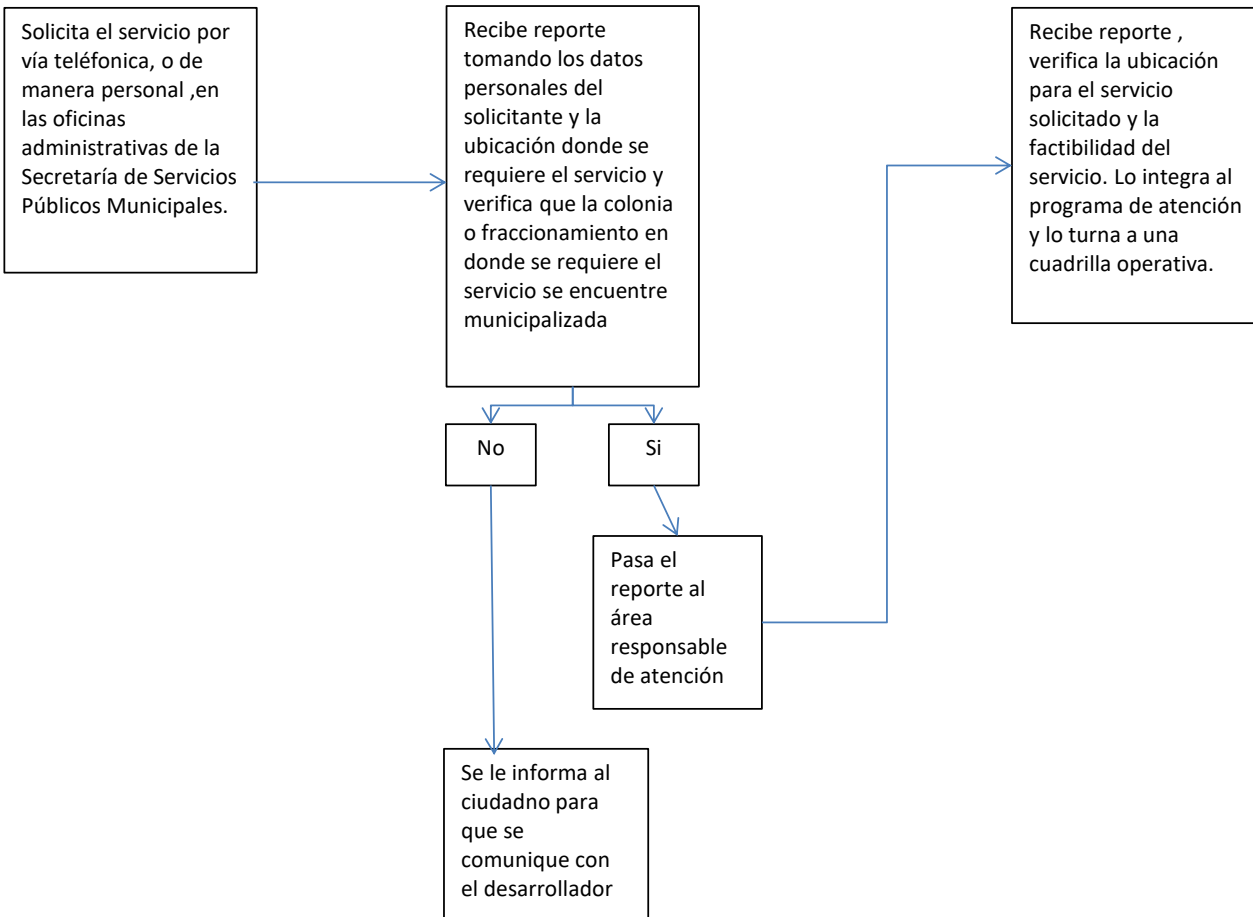 Solicita el servicio por
vía teléfonica, o de
manera personal ,en
las oficinas
administrativas de la
Secretaría de Servicios
Públicos Municipales.
Recibe reporte
tomando los datos
personales del
solicitante y la
ubicación donde se
requiere el servicio y
verifica que la colonia
o fraccionamiento en
donde se requiere el
servicio se encuentre
municipalizada
Recibe reporte ,
verifica la ubicación
para el servicio
solicitado y la
factibilidad del
servicio. Lo integra al
programa de atención
y lo turna a una
cuadrilla operativa.
No
Si
Pasa el
reporte al
área
responsable
de atención
Se le informa al
ciudadno para
que se
comunique con
el desarrollador